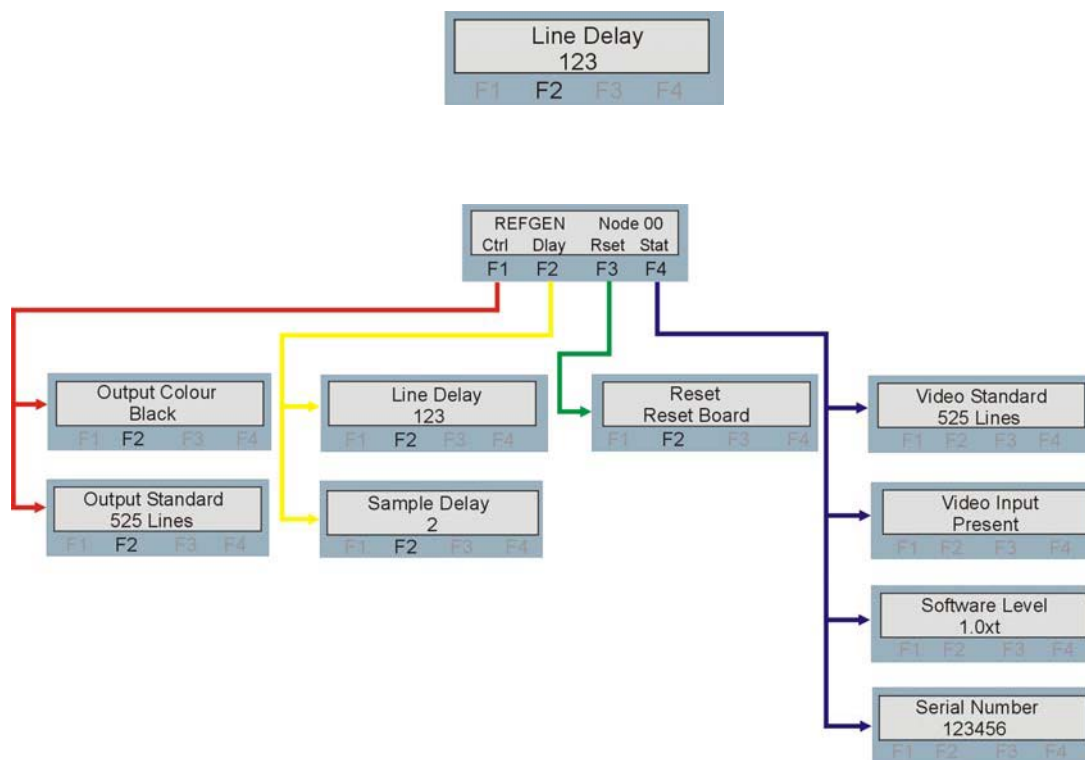 Line Delay
123
F1 F2 F3 F4
REFGEN Node 00
Ctrl Dlay Rset Stat
F1 F2 F3 F4
Output Colour
Black
F1 F2 F3 F4
Line Delay
123
F1 F2 F3 F4
Reset
Reset Board
F1 F2 F3 F4
Video Standard
525 Lines
F1 F2 F3 F4
Output Standard
525 Lines
F1 F2 F3 F4
Sample Delay
2
F1 F2 F3 F4
Video Input
Present
F1 F2 F3 F4
Software Level
1.0xt
F1 F2 F3 F4
Serial Number
123456
F1 F2 F3 F4